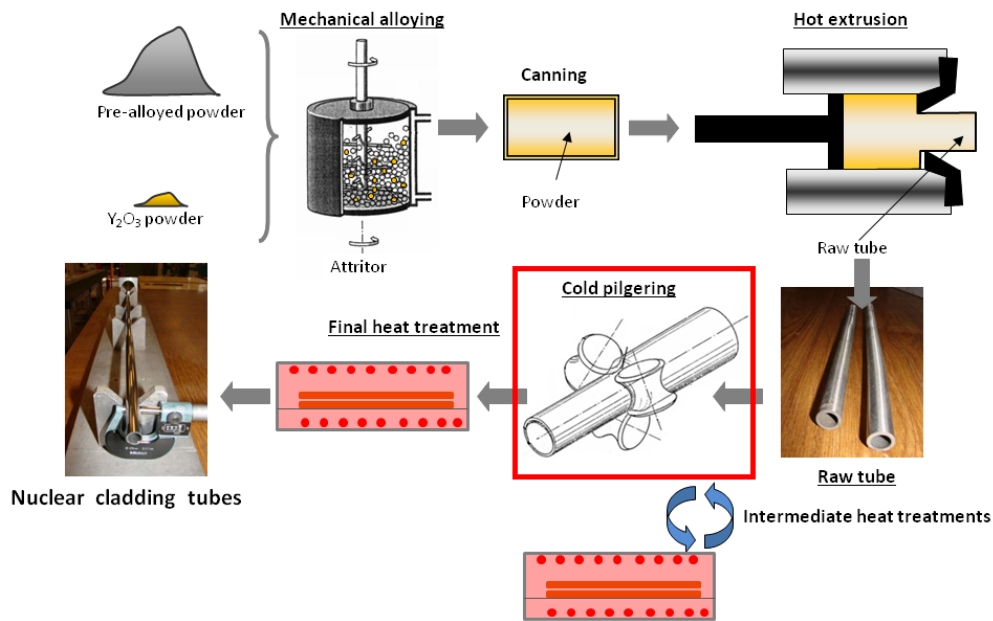 Mechanical alloying
Hot extrusion
Pre-alloyed powder
Canning
Y₂O₃ powder
Attritor
Powder
Raw tube
Cold pilgering
Final heat treatment
Raw tube
Nuclear cladding tubes
Intermediate heat treatments